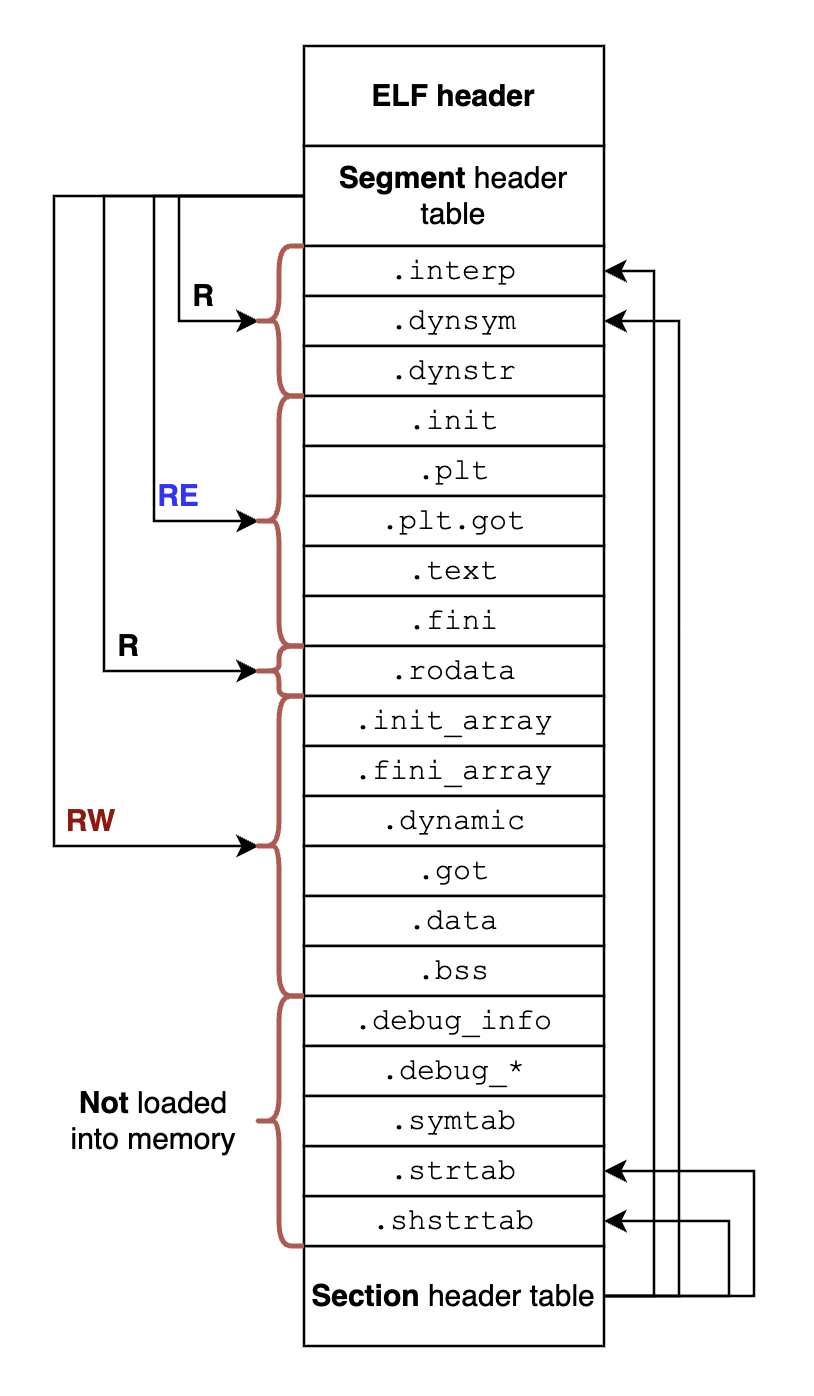 ELF header
Segment header
table
.interp
R
.dynsym
.dynstr
.init
.plt
RE
.plt.got
.text
.fini
R
.rodata
.init_array
.fini_array
RW
.dynamic
.got
.data
.bss
.debug_info
.debug_*
Not loaded
into memory
.symtab
.strtab
.shstrtab
Section header table